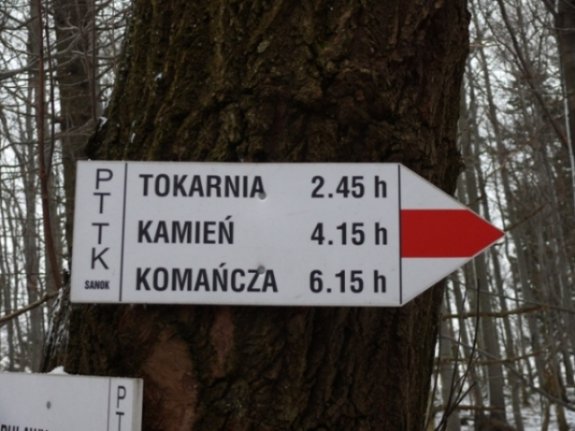 PTTK
SANOK
TOKARNIA 2.45 h
KAMIEŃ 4.15 h
KOMAŃCZA 6.15 h
PT